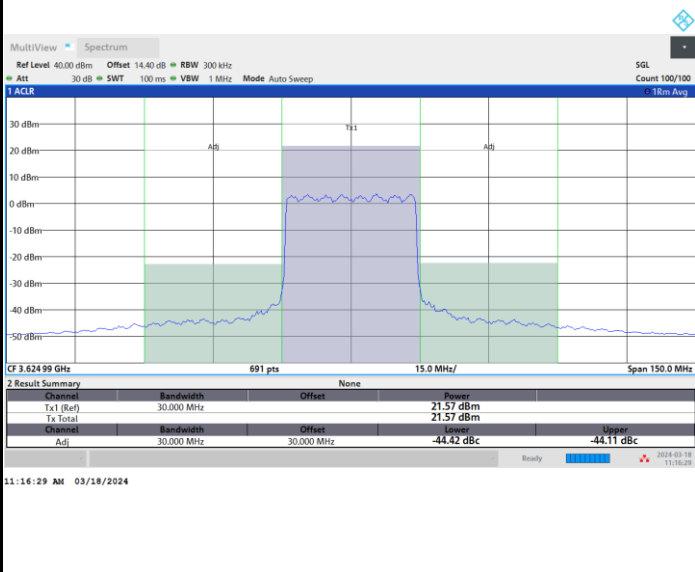 MultiView Spectrum
Ref Level 40.00 dBm Offset 14.40 dB RBW 300 kHz SGL
Att 30 dB SWT 100 ms VBW 1 MHz Mode Auto Sweep Count 100/100
1 ACLR 1Rm Avg
Tx1
Adj Adj
30 dBm
20 dBm
10 dBm
0 dBm
-10 dBm
-20 dBm
-30 dBm
-40 dBm
-50 dBm
CF 3.624 99 GHz 691 pts 15.0 MHz/ Span 150.0 MHz
2 Result Summary None
Channel Bandwidth Offset Power
Tx1 (Ref) 30.000 MHz 21.57 dBm
Tx Total 21.57 dBm
Channel Bandwidth Offset Lower Upper
Adj 30.000 MHz 30.000 MHz -44.42 dBc -44.11 dBc
Ready 2024-03-18
11:16:29
11:16:29 AM 03/18/2024